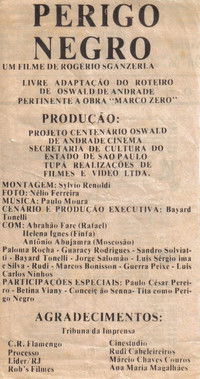 PERIGO
NEGRO
UM FILME DE ROGERIO SGANZERLA
LIVRE ADAPTAÇÃO DO ROTEIRO
DE OSWALD DE ANDRADE
PERTINENTE A OBRA "MARCO ZERO"
PRODUÇÃO:
PROJETO CENTENÁRIO OSWALD
DE ANDRADE CINEMA
SECRETARIA DE CULTURA DO
ESTADO DE SAO PAULO
TUPÃ REALIZAÇÕES DE
FILMES E VIDEO LTDA.
MONTAGEM: Sylvio Renoldi
FOTO: Nélio Ferreira
MUSICA: Paulo Moura
CENÁRIO E PRODUÇÃO EXECUTIVA: Bayard
Tonelli
COM: Abrahão Farc (Rafael)
Helena Ignes (Finfa)
Antônio Abujamra (Moscosão)
Paloma Rocha - Guaracy Rodrigues - Sandro Solviat-
ti - Bayard Tonelli - Jorge Salomão - Luis Sérgio ima
e Silva - Rudi - Marcos Bonisson - Guerra Peixe - Luis
Carlos Ninhos
PARTICIPAÇÕES ESPECIAIS: Paulo César Perei-
ro - Betina Viany - Conceição Senna - Tita como Peri-
go Negro
AGRADECIMENTOS:
Tribuna da Imprensa
C.R. Flamengo
Processo
Líder/RJ
Rob's Filmes
Cinestudio
Rudi Cabeleireiros
Márcio Chaves Couros
Ana Maria Magalhães